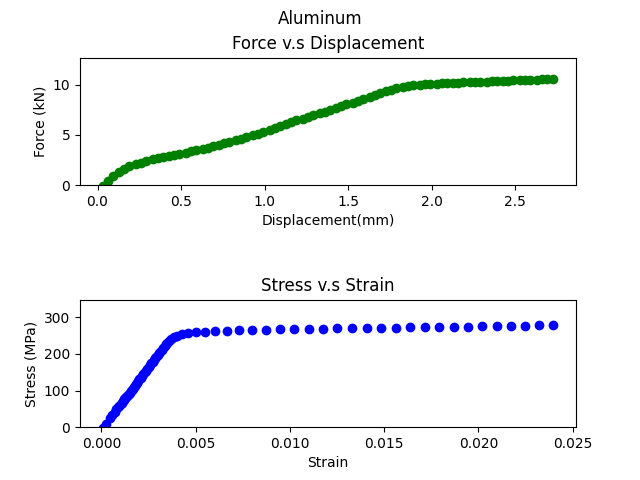 Aluminum
Force v.s Displacement
10
5
0
Force (kN)
0.0 0.5 1.0 1.5 2.0 2.5
Displacement(mm)
Stress v.s Strain
300
200
100
0
Stress (MPa)
0.000 0.005 0.010 0.015 0.020 0.025
Strain